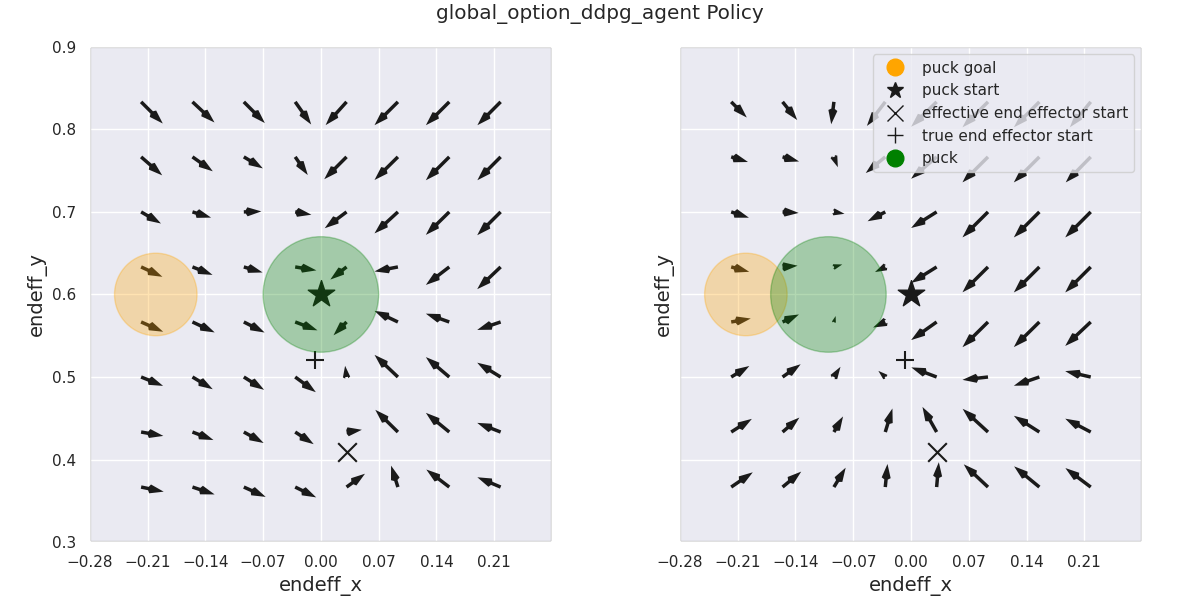 global_option_ddpg_agent Policy
endeff_y
0.9
0.8
0.7
0.6
0.5
0.4
0.3
−0.28 −0.21 −0.14 −0.07 0.00 0.07 0.14 0.21
endeff_x
endeff_y
puck goal
puck start
effective end effector start
true end effector start
puck
−0.28 −0.21 −0.14 −0.07 0.00 0.07 0.14 0.21
endeff_x